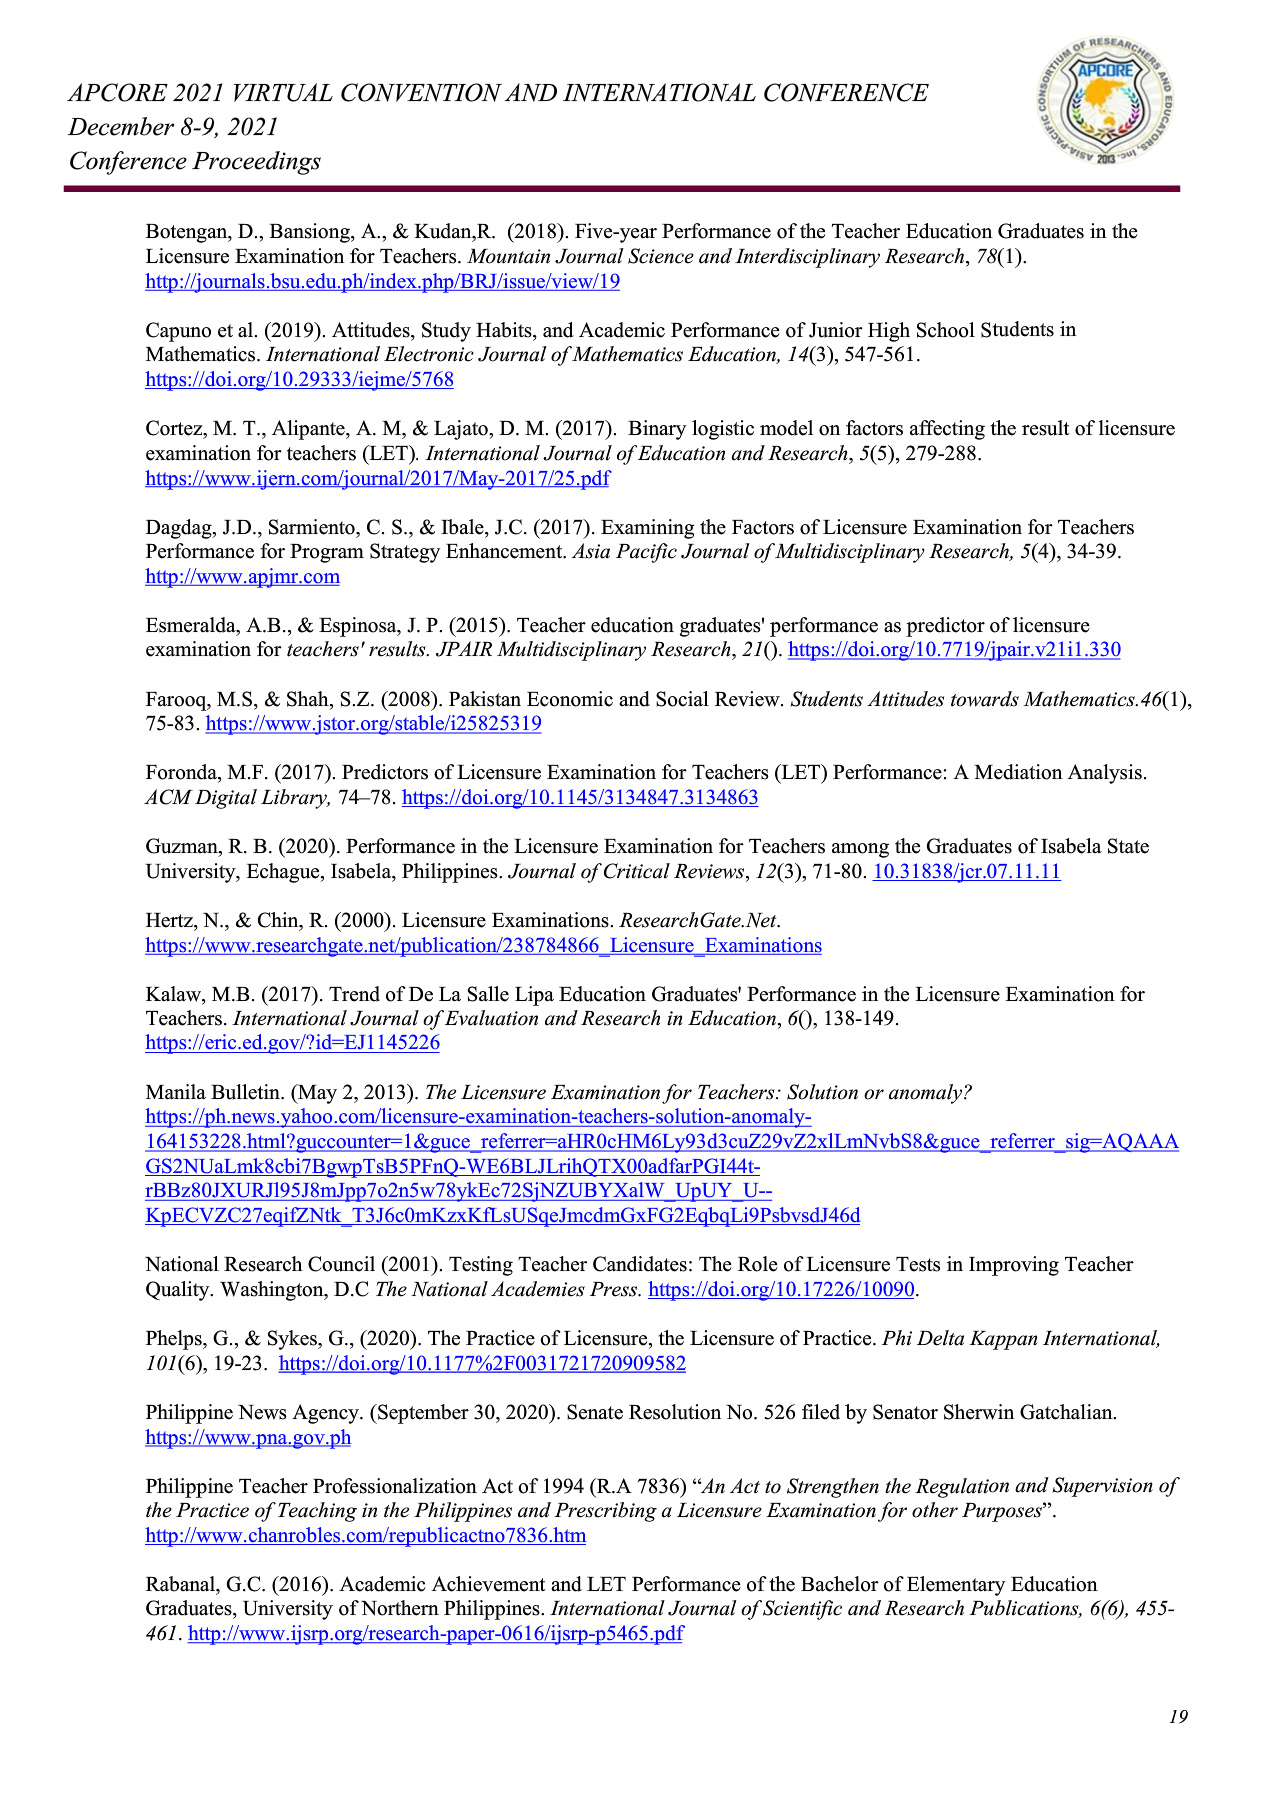 APCORE 2021 VIRTUAL CONVENTION AND INTERNATIONAL CONFERENCE
December 8-9, 2021
Conference Proceedings
ASIA-PACIFIC CONSORTIUM OF RESEARCHERS AND EDUCATORS, Inc.
APCORE
2013
Botengan, D., Bansiong, A., & Kudan,R.  (2018). Five-year Performance of the Teacher Education Graduates in the
Licensure Examination for Teachers. Mountain Journal Science and Interdisciplinary Research, 78(1).
http://journals.bsu.edu.ph/index.php/BRJ/issue/view/19
Capuno et al. (2019). Attitudes, Study Habits, and Academic Performance of Junior High School Students in
Mathematics. International Electronic Journal of Mathematics Education, 14(3), 547-561.
https://doi.org/10.29333/iejme/5768
Cortez, M. T., Alipante, A. M, & Lajato, D. M. (2017).  Binary logistic model on factors affecting the result of licensure
examination for teachers (LET). International Journal of Education and Research, 5(5), 279-288.
https://www.ijern.com/journal/2017/May-2017/25.pdf
Dagdag, J.D., Sarmiento, C. S., & Ibale, J.C. (2017). Examining the Factors of Licensure Examination for Teachers
Performance for Program Strategy Enhancement. Asia Pacific Journal of Multidisciplinary Research, 5(4), 34-39.
http://www.apjmr.com
Esmeralda, A.B., & Espinosa, J. P. (2015). Teacher education graduates' performance as predictor of licensure
examination for teachers' results. JPAIR Multidisciplinary Research, 21(). https://doi.org/10.7719/jpair.v21i1.330
Farooq, M.S, & Shah, S.Z. (2008). Pakistan Economic and Social Review. Students Attitudes towards Mathematics.46(1),
75-83. https://www.jstor.org/stable/i25825319
Foronda, M.F. (2017). Predictors of Licensure Examination for Teachers (LET) Performance: A Mediation Analysis.
ACM Digital Library, 74–78. https://doi.org/10.1145/3134847.3134863
Guzman, R. B. (2020). Performance in the Licensure Examination for Teachers among the Graduates of Isabela State
University, Echague, Isabela, Philippines. Journal of Critical Reviews, 12(3), 71-80. 10.31838/jcr.07.11.11
Hertz, N., & Chin, R. (2000). Licensure Examinations. ResearchGate.Net.
https://www.researchgate.net/publication/238784866_Licensure_Examinations
Kalaw, M.B. (2017). Trend of De La Salle Lipa Education Graduates' Performance in the Licensure Examination for
Teachers. International Journal of Evaluation and Research in Education, 6(), 138-149.
https://eric.ed.gov/?id=EJ1145226
Manila Bulletin. (May 2, 2013). The Licensure Examination for Teachers: Solution or anomaly?
https://ph.news.yahoo.com/licensure-examination-teachers-solution-anomaly-
164153228.html?guccounter=1&guce_referrer=aHR0cHM6Ly93d3cuZ29vZ2xlLmNvbS8&guce_referrer_sig=AQAAA
GS2NUaLmk8cbi7BgwpTsB5PFnQ-WE6BLJLrihQTX00adfarPGI44t-
rBBz80JXURJl95J8mJpp7o2n5w78ykEc72SjNZUBYXalW_UpUY_U--
KpECVZC27eqifZNtk_T3J6c0mKzxKfLsUSqeJmcdmGxFG2EqbqLi9PsbvsdJ46d
National Research Council (2001). Testing Teacher Candidates: The Role of Licensure Tests in Improving Teacher
Quality. Washington, D.C The National Academies Press. https://doi.org/10.17226/10090.
Phelps, G., & Sykes, G., (2020). The Practice of Licensure, the Licensure of Practice. Phi Delta Kappan International,
101(6), 19-23.  https://doi.org/10.1177%2F0031721720909582
Philippine News Agency. (September 30, 2020). Senate Resolution No. 526 filed by Senator Sherwin Gatchalian.
https://www.pna.gov.ph
Philippine Teacher Professionalization Act of 1994 (R.A 7836) “An Act to Strengthen the Regulation and Supervision of
the Practice of Teaching in the Philippines and Prescribing a Licensure Examination for other Purposes”.
http://www.chanrobles.com/republicactno7836.htm
Rabanal, G.C. (2016). Academic Achievement and LET Performance of the Bachelor of Elementary Education
Graduates, University of Northern Philippines. International Journal of Scientific and Research Publications, 6(6), 455-
461. http://www.ijsrp.org/research-paper-0616/ijsrp-p5465.pdf
19